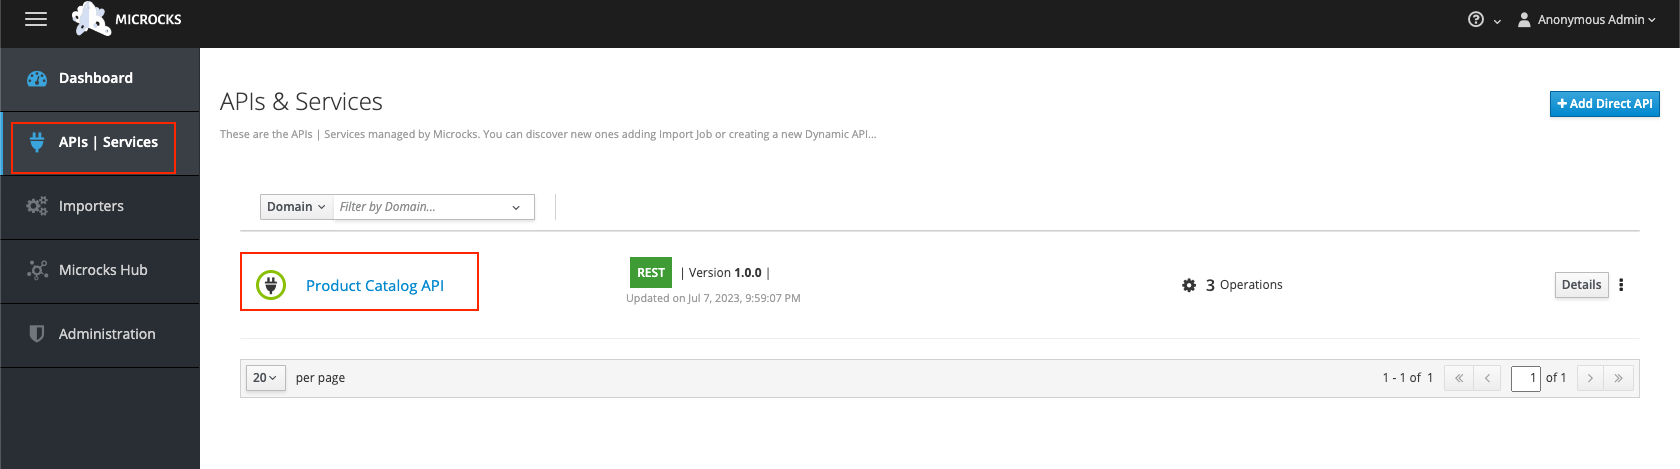 MICROCKS
Anonymous Admin
Dashboard
APIs | Services
Importers
Microcks Hub
Administration
APIs & Services
+ Add Direct API
These are the APIs | Services managed by Microcks. You can discover new ones adding Import Job or creating a new Dynamic API...
Domain Filter by Domain...
Product Catalog API
REST | Version 1.0.0 |
Updated on Jul 7, 2023, 9:59:07 PM
3 Operations
Details
20 per page
1 - 1 of 1 « ‹ 1 of 1 › »